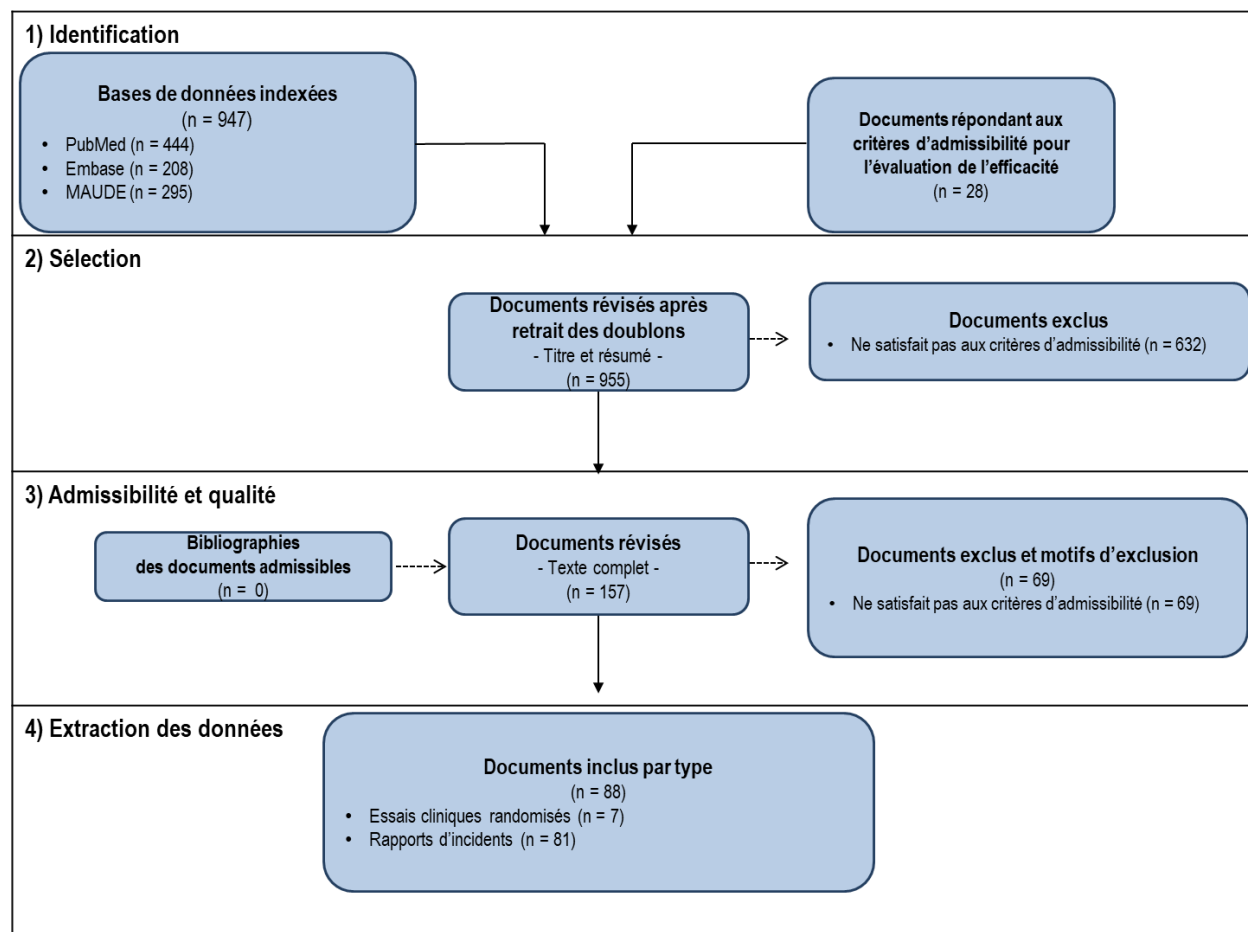 1) Identification
Bases de données indexées
(n = 947)
• PubMed (n = 444)
• Embase (n = 208)
• MAUDE (n = 295)
Documents répondant aux
critères d’admissibilité pour
l’évaluation de l’efficacité
(n = 28)
2) Sélection
Documents révisés après
retrait des doublons
- Titre et résumé -
(n = 955)
Documents exclus
• Ne satisfait pas aux critères d’admissibilité (n = 632)
3) Admissibilité et qualité
Bibliographies
des documents admissibles
(n = 0)
Documents révisés
- Texte complet -
(n = 157)
Documents exclus et motifs d’exclusion
(n = 69)
• Ne satisfait pas aux critères d’admissibilité (n = 69)
4) Extraction des données
Documents inclus par type
(n = 88)
• Essais cliniques randomisés (n = 7)
• Rapports d’incidents (n = 81)